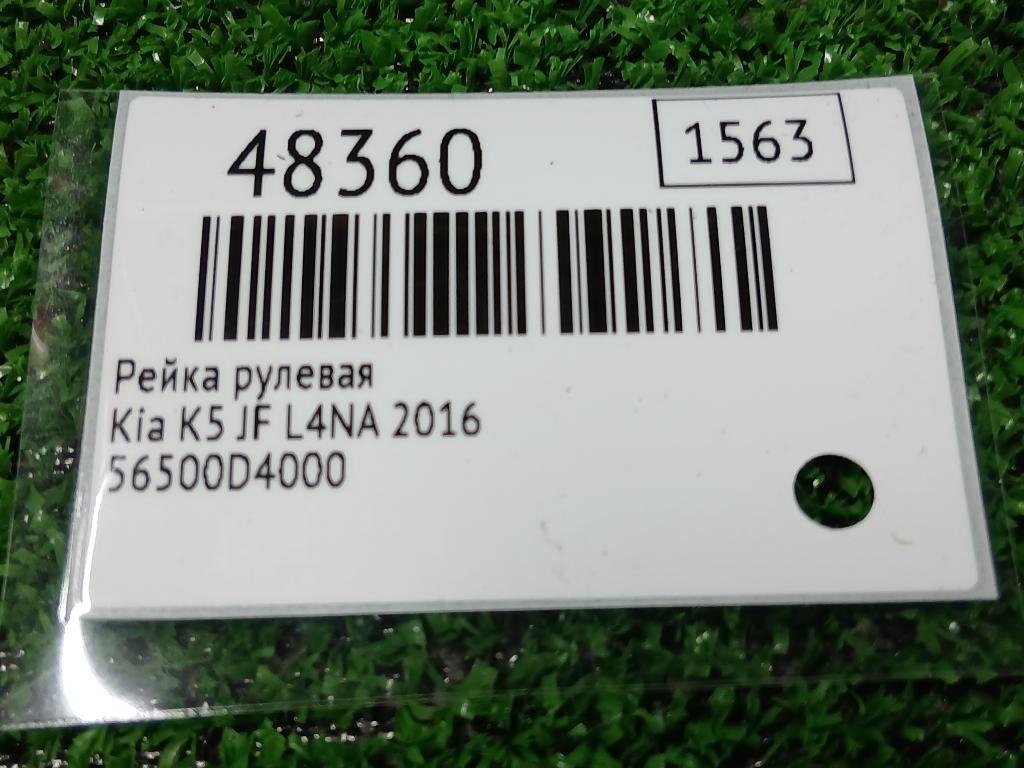 48360
1563
Рейка рулевая
Kia K5 JF L4NA 2016
56500D4000